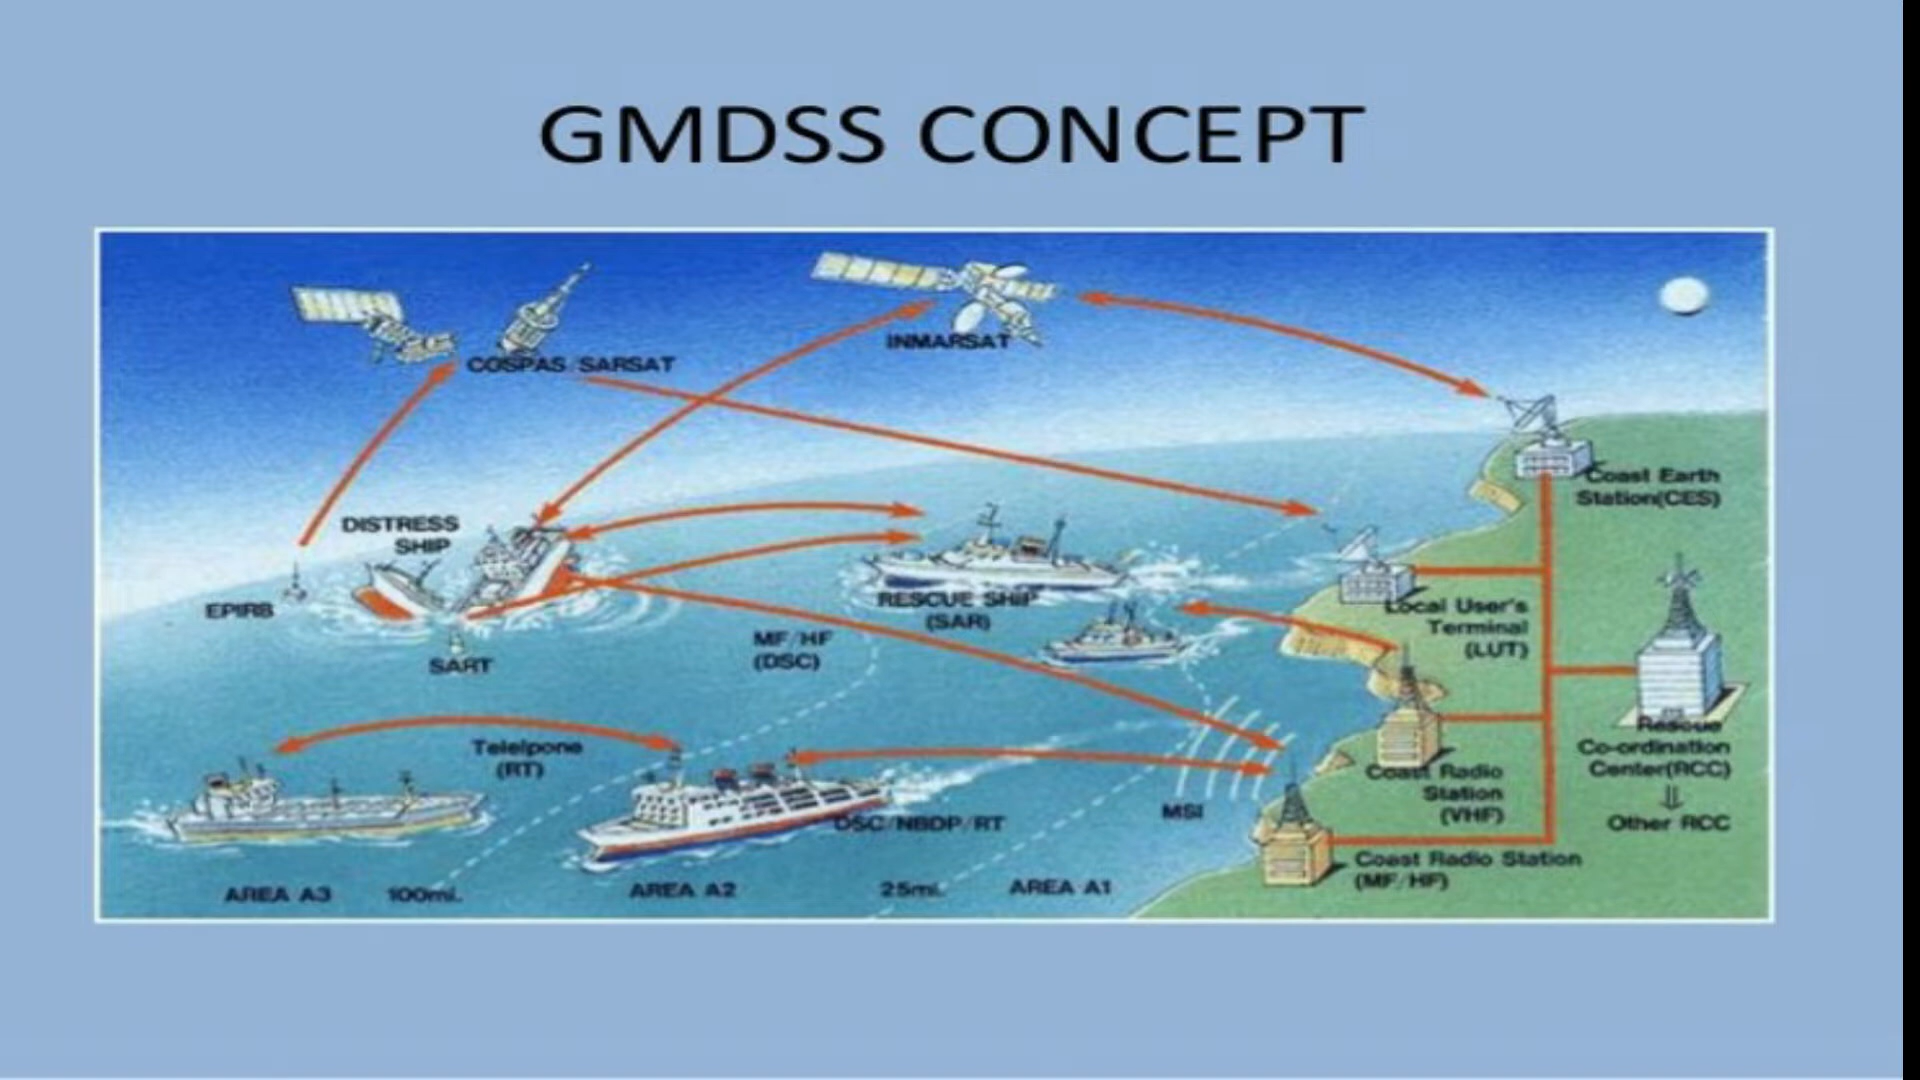 GMDSS CONCEPT
INMARSAT
COSPAS/SARSAT
Coast Earth
Station(CES)
DISTRESS
SHIP
EPIRB
SART
RESCUE SHIP
(SAR)
MF/HF
(DSC)
Local User's
Terminal
(LUT)
Rescue
Co-ordination
Center(RCC)
Other RCC
Telelpone
(RT)
Coast Radio
Station
(VHF)
MSI
DSC/NBDP/RT
Coast Radio Station
(MF/HF)
AREA A3
100mi.
AREA A2
25mi.
AREA A1